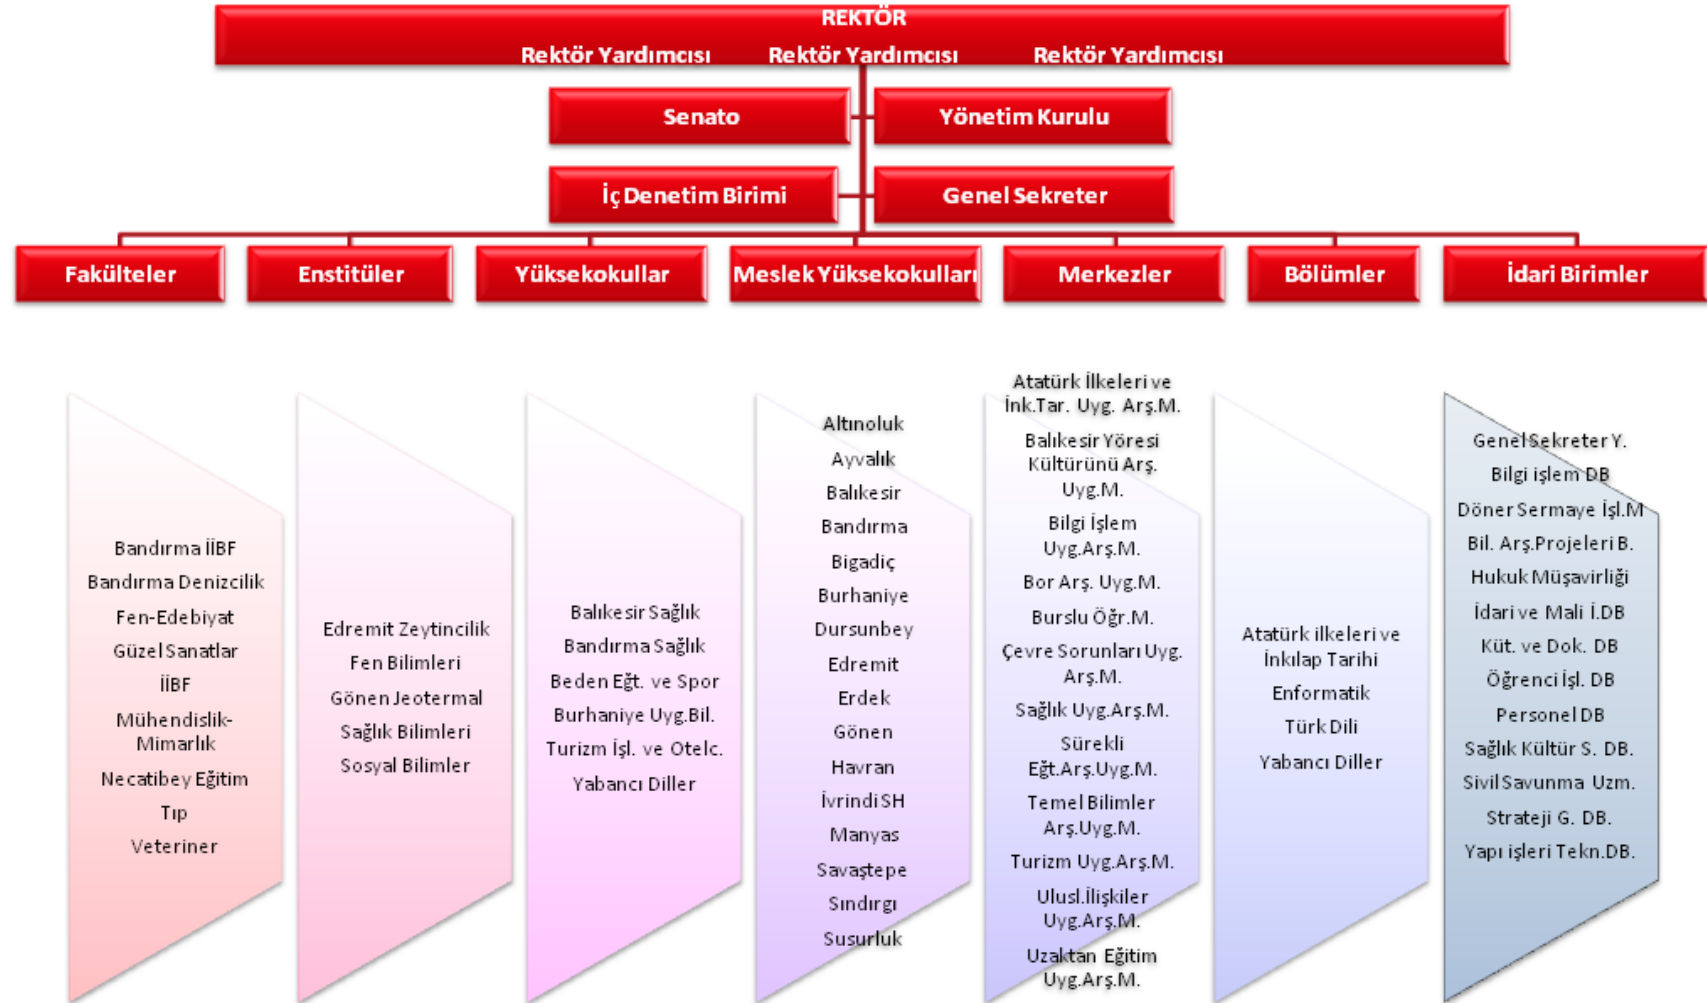 REKTÖR
Rektör Yardımcısı Rektör Yardımcısı Rektör Yardımcısı
Senato
Yönetim Kurulu
İç Denetim Birimi
Genel Sekreter
Fakülteler
Enstitüler
Yüksekokullar
Meslek Yüksekokulları
Merkezler
Bölümler
İdari Birimler
Bandırma İİBF
Bandırma Denizcilik
Fen-Edebiyat
Güzel Sanatlar
İİBF
Mühendislik-
Mimarlık
Necatibey Eğitim
Tıp
Veteriner
Edremit Zeytincilik
Fen Bilimleri
Gönen Jeotermal
Sağlık Bilimleri
Sosyal Bilimler
Balıkesir Sağlık
Bandırma Sağlık
Beden Eğt. ve Spor
Burhaniye Uyg.Bil.
Turizm İşl. ve Otelc.
Yabancı Diller
Altınoluk
Ayvalık
Balıkesir
Bandırma
Bigadiç
Burhaniye
Dursunbey
Edremit
Erdek
Gönen
Havran
İvrindi SH
Manyas
Savaştepe
Sındırgı
Susurluk
Atatürk İlkeleri ve
İnk.Tar. Uyg. Arş.M.
Balıkesir Yöresi
Kültürünü Arş.
Uyg.M.
Bilgi İşlem
Uyg.Arş.M.
Bor Arş. Uyg.M.
Burslu Öğr.M.
Çevre Sorunları Uyg.
Arş.M.
Sağlık Uyg.Arş.M.
Sürekli
Eğt.Arş.Uyg.M.
Temel Bilimler
Arş.Uyg.M.
Turizm Uyg.Arş.M.
Ulusl.İlişkiler
Uyg.Arş.M.
Uzaktan Eğitim
Uyg.Arş.M.
Atatürk ilkeleri ve
İnkılap Tarihi
Enformatik
Türk Dili
Yabancı Diller
Genel Sekreter Y.
Bilgi işlem DB
Döner Sermaye İşl.M
Bil. Arş.Projeleri B.
Hukuk Müşavirliği
İdari ve Mali İ.DB
Küt. ve Dok. DB
Öğrenci İşl. DB
Personel DB
Sağlık Kültür S. DB.
Sivil Savunma Uzm.
Strateji G. DB.
Yapı işleri Tekn.DB.